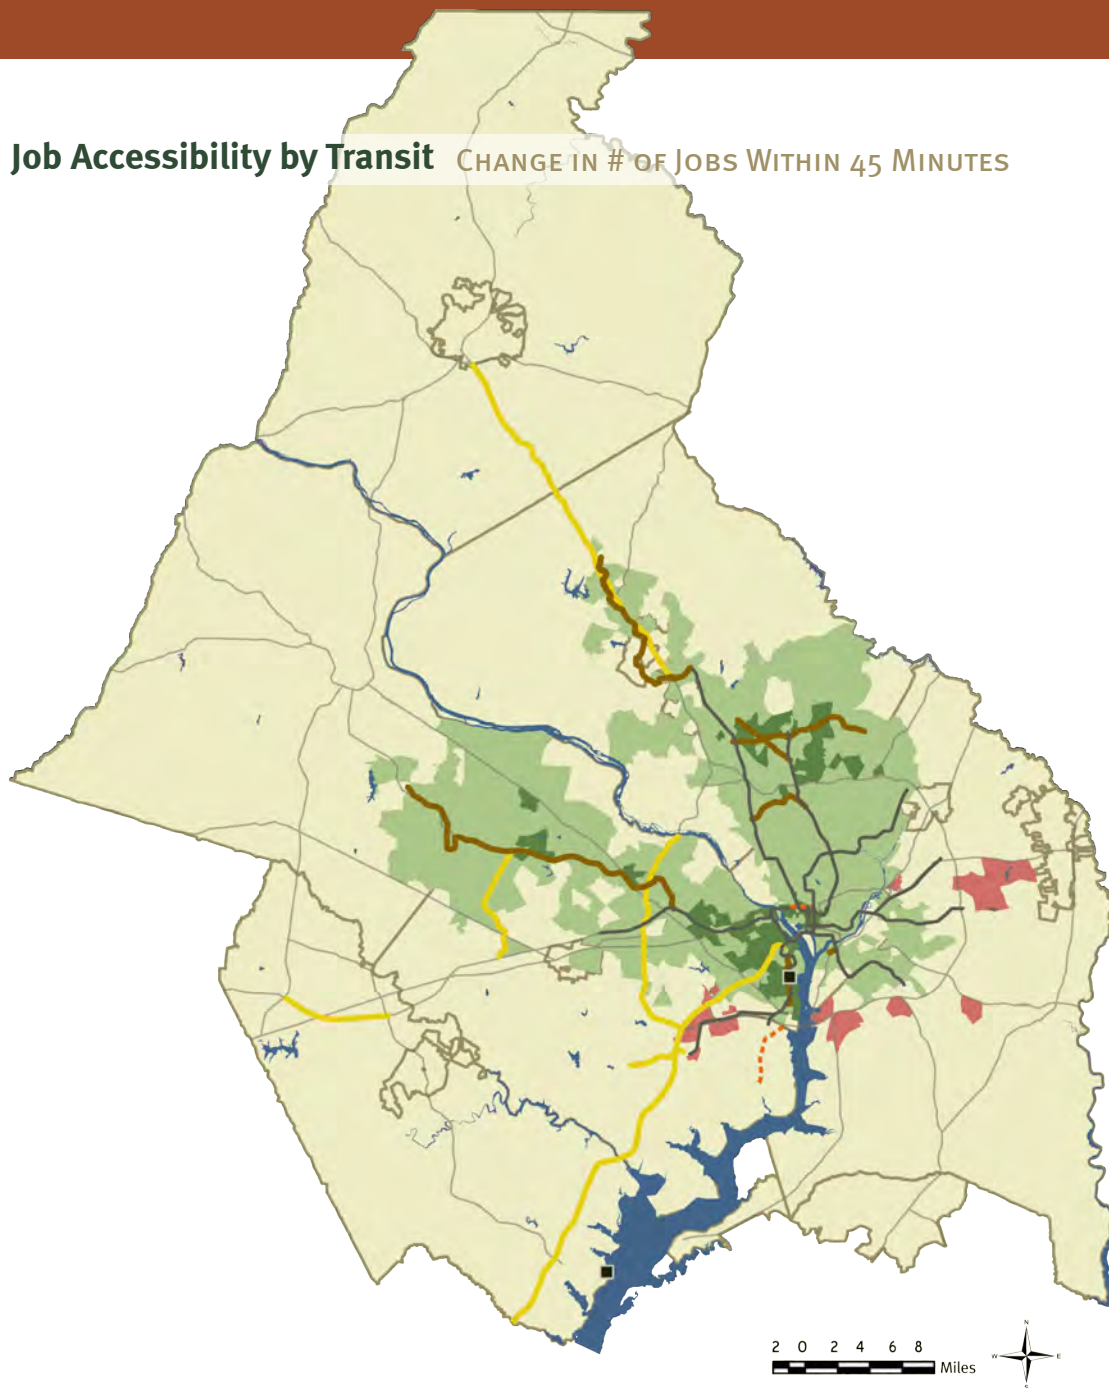 Job Accessibility by Transit Change in # of Jobs Within 45 Minutes
2 0 2 4 6 8
Miles
N
W E
S